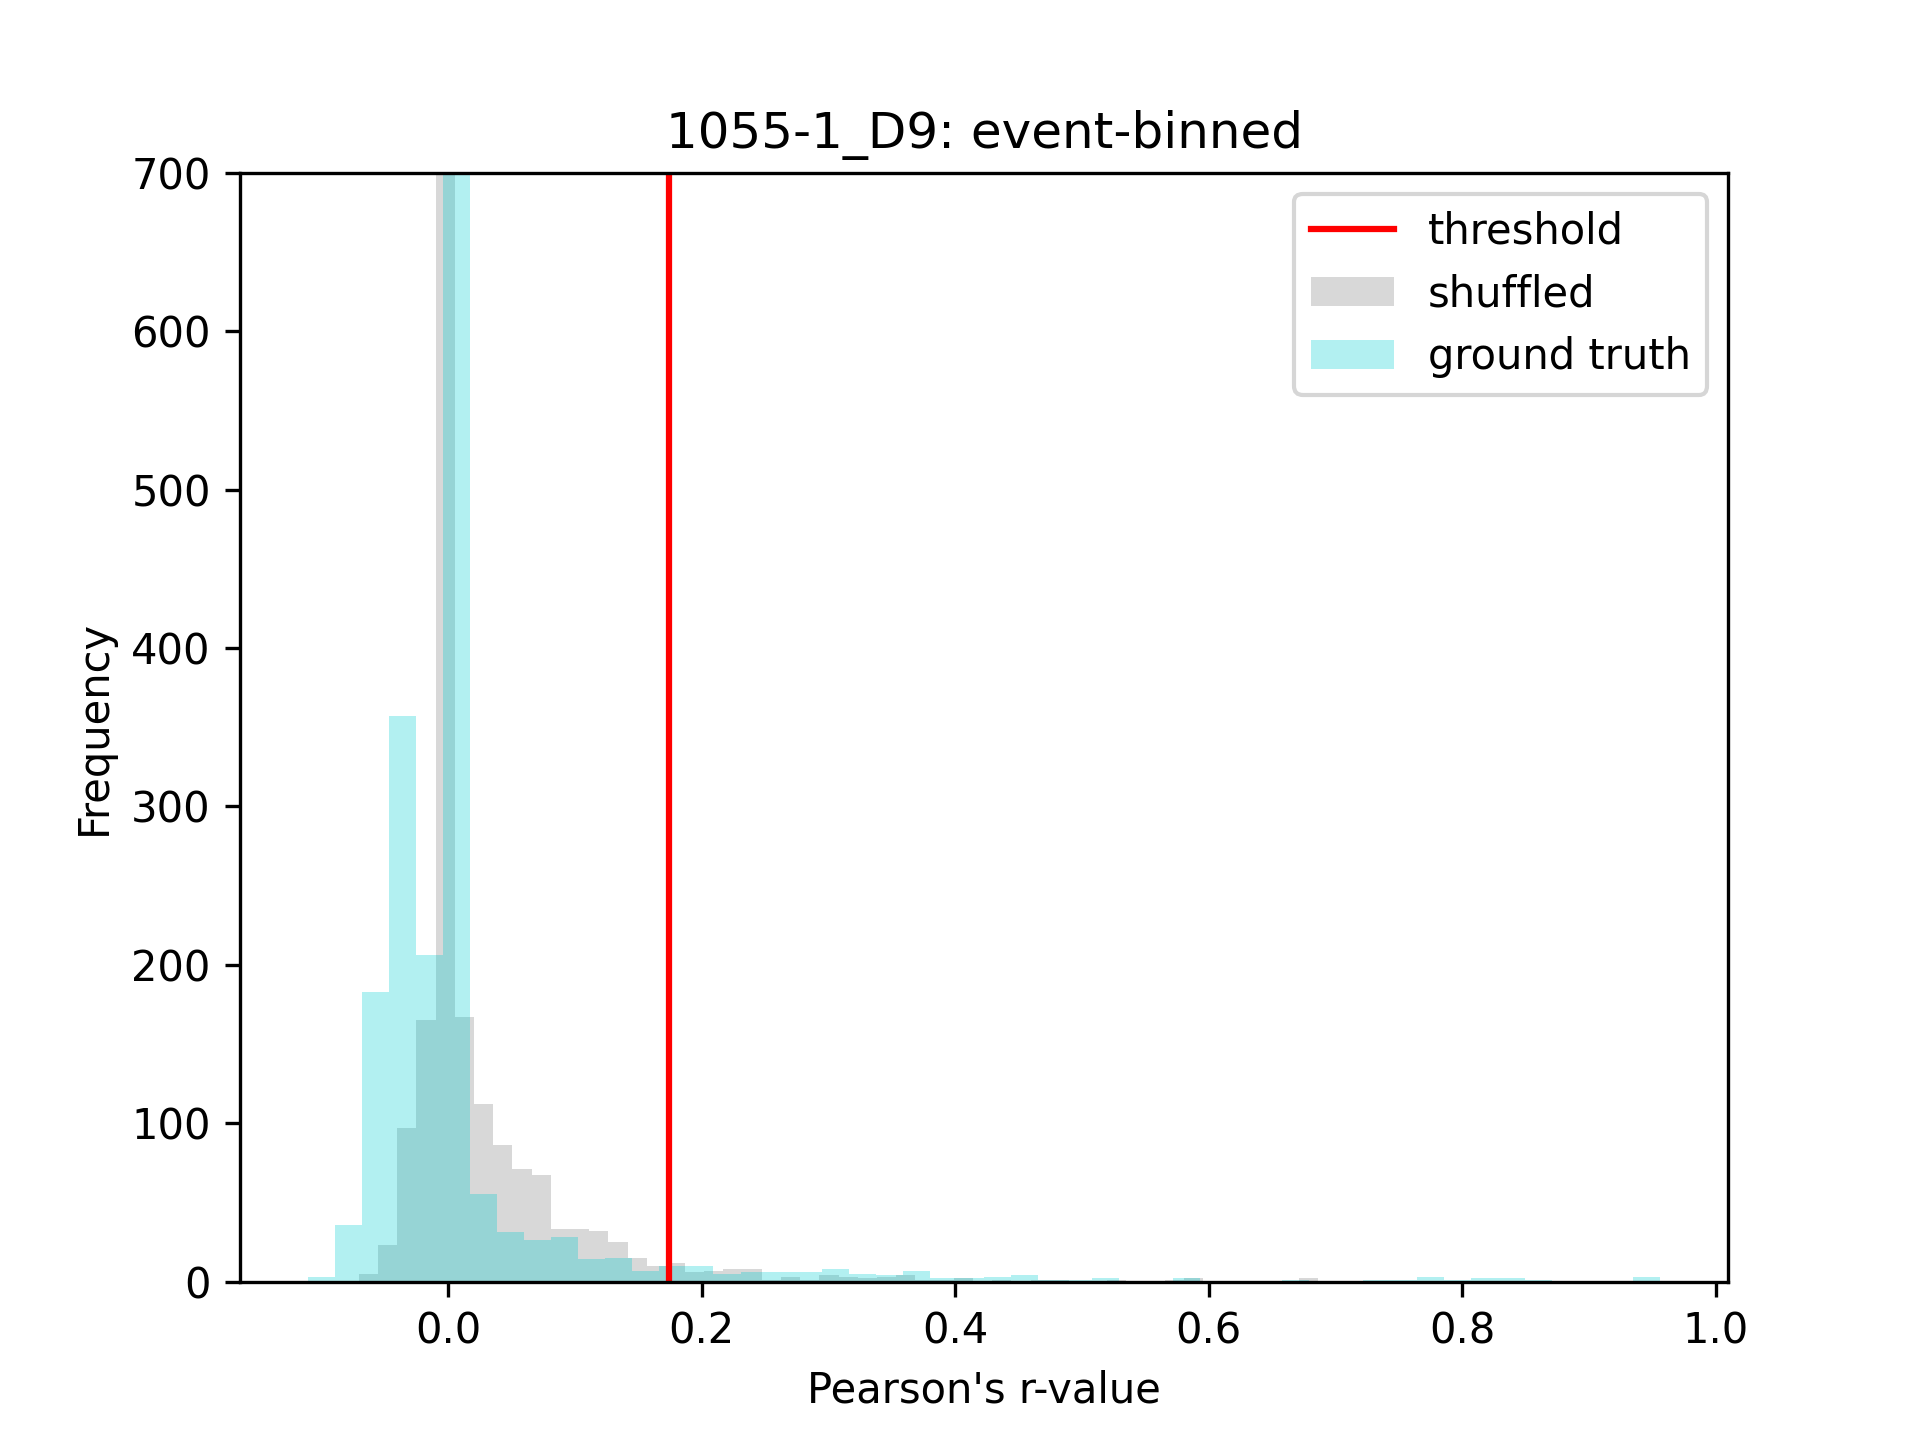 1055-1_D9: event-binned
700
600
500
400
300
200
100
0
Frequency
threshold
shuffled
ground truth
0.0 0.2 0.4 0.6 0.8 1.0
Pearson's r-value